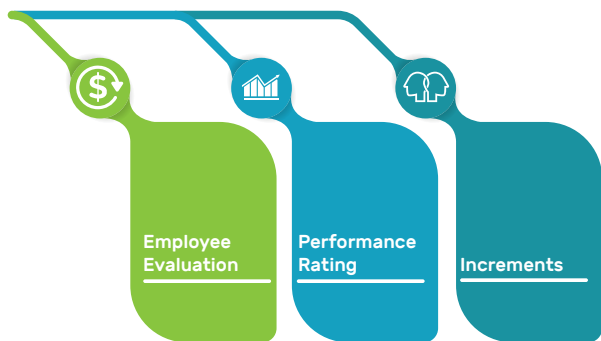 Employee
Evaluation
Performance
Rating
Increments